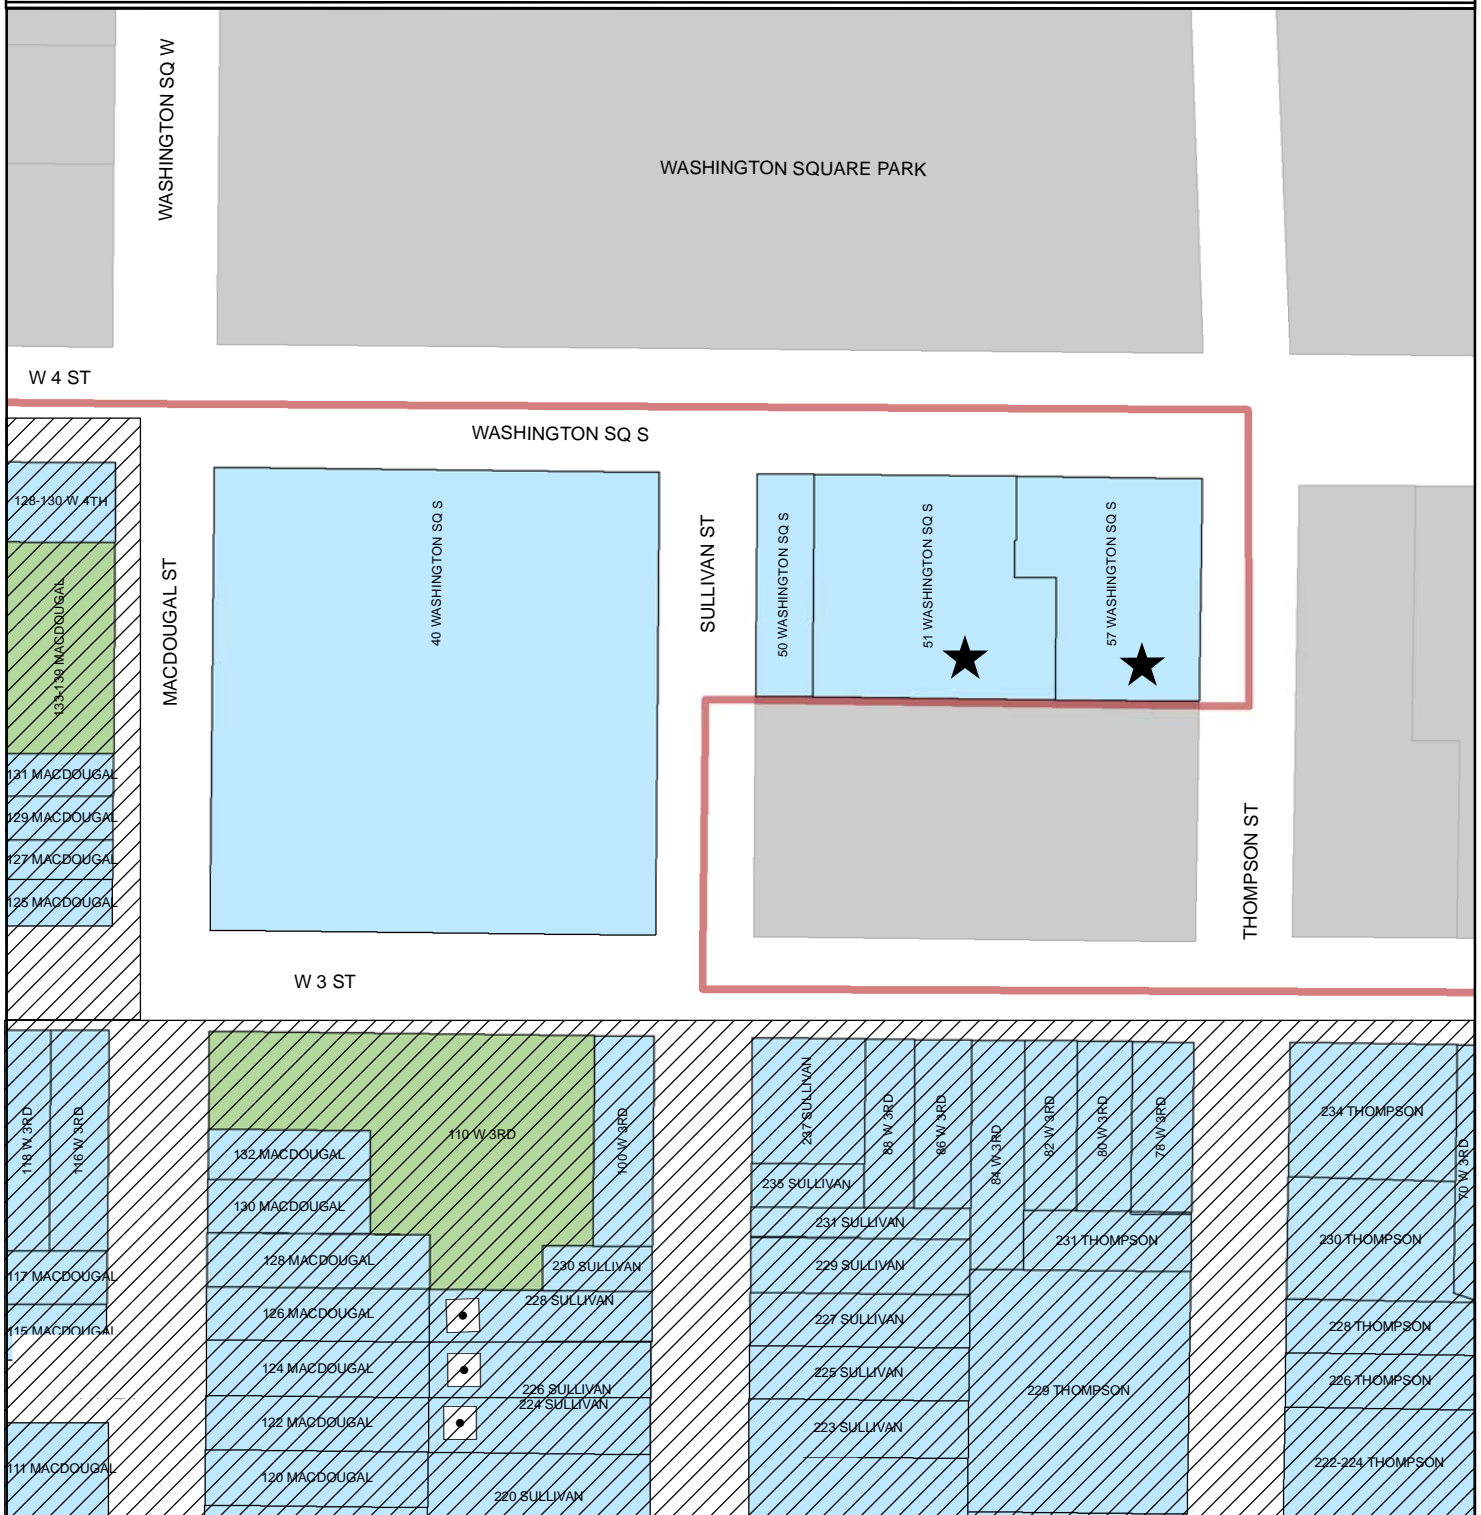 WASHINGTON SQ W
WASHINGTON SQUARE PARK
W 4 ST
WASHINGTON SQ S
128-130 W 4TH
133-139 MACDOUGAL
131 MACDOUGAL
129 MACDOUGAL
127 MACDOUGAL
125 MACDOUGAL
MACDOUGAL ST
40 WASHINGTON SQ S
SULLIVAN ST
50 WASHINGTON SQ S
51 WASHINGTON SQ S
57 WASHINGTON SQ S
THOMPSON ST
W 3 ST
118 W 3RD
116 W 3RD
117 MACDOUGAL
115 MACDOUGAL
111 MACDOUGAL
110 W 3RD
100 W 3RD
132 MACDOUGAL
130 MACDOUGAL
128 MACDOUGAL
126 MACDOUGAL
124 MACDOUGAL
122 MACDOUGAL
120 MACDOUGAL
230 SULLIVAN
228 SULLIVAN
226 SULLIVAN
224 SULLIVAN
220 SULLIVAN
237 SULLIVAN
88 W 3RD
86 W 3RD
84 W 3RD
82 W 3RD
80 W 3RD
78 W 3RD
235 SULLIVAN
231 SULLIVAN
229 SULLIVAN
227 SULLIVAN
225 SULLIVAN
223 SULLIVAN
231 THOMPSON
229 THOMPSON
234 THOMPSON
70 W 3RD
230 THOMPSON
228 THOMPSON
226 THOMPSON
222-224 THOMPSON